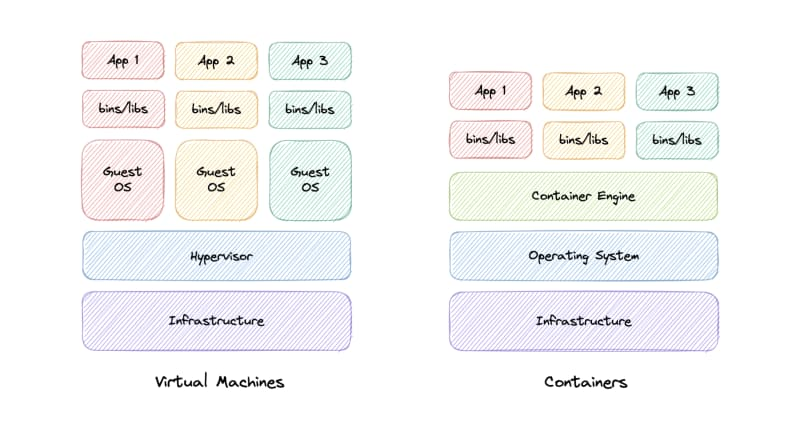 App 1
App 2
App 3
bins/libs
bins/libs
bins/libs
Guest
OS
Guest
OS
Guest
OS
Hypervisor
Infrastructure
Virtual Machines
App 1
App 2
App 3
bins/libs
bins/libs
bins/libs
Container Engine
Operating System
Infrastructure
Containers